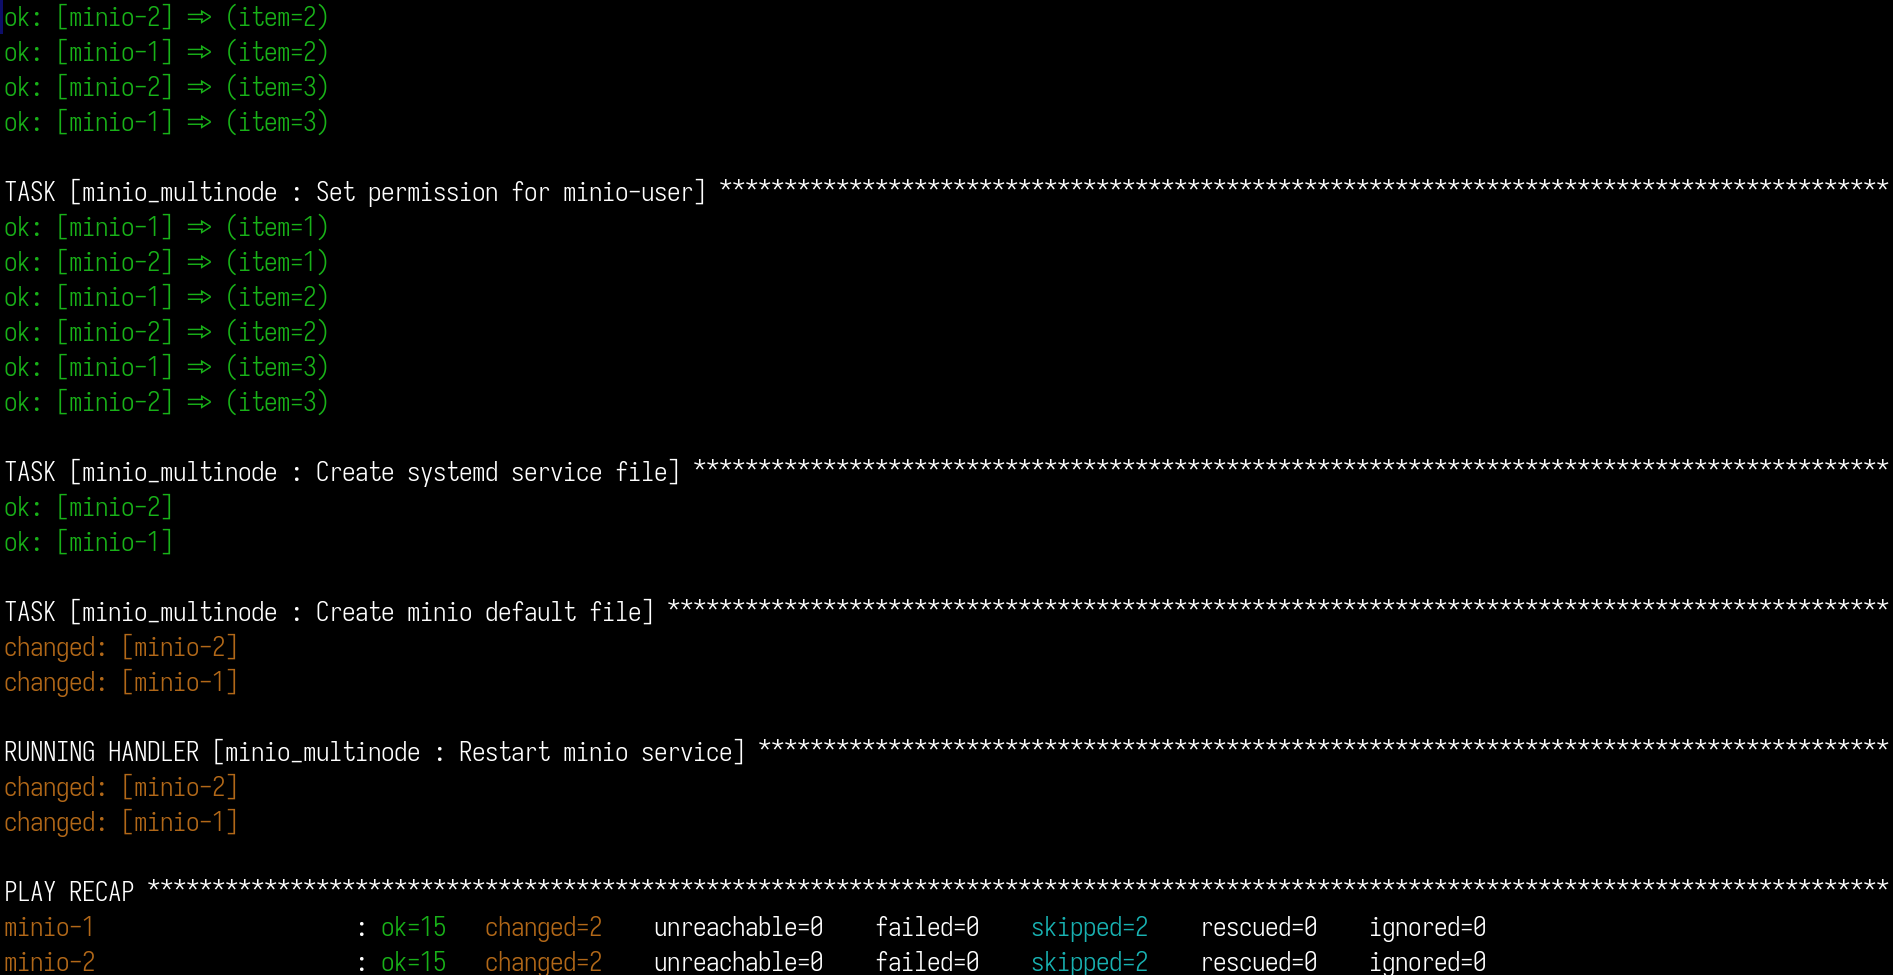 ok: [minio-2] => (item=2)
ok: [minio-1] => (item=2)
ok: [minio-2] => (item=3)
ok: [minio-1] => (item=3)
TASK [minio_multinode : Set permission for minio-user] ******************************************************************************************
ok: [minio-1] => (item=1)
ok: [minio-2] => (item=1)
ok: [minio-1] => (item=2)
ok: [minio-2] => (item=2)
ok: [minio-1] => (item=3)
ok: [minio-2] => (item=3)
TASK [minio_multinode : Create systemd service file] ********************************************************************************************
ok: [minio-2]
ok: [minio-1]
TASK [minio_multinode : Create minio default file] **********************************************************************************************
changed: [minio-2]
changed: [minio-1]
RUNNING HANDLER [minio_multinode : Restart minio service] ***************************************************************************************
changed: [minio-2]
changed: [minio-1]
PLAY RECAP **************************************************************************************************************************************
minio-1                    : ok=15   changed=2    unreachable=0    failed=0    skipped=2    rescued=0    ignored=0
minio-2                    : ok=15   changed=2    unreachable=0    failed=0    skipped=2    rescued=0    ignored=0